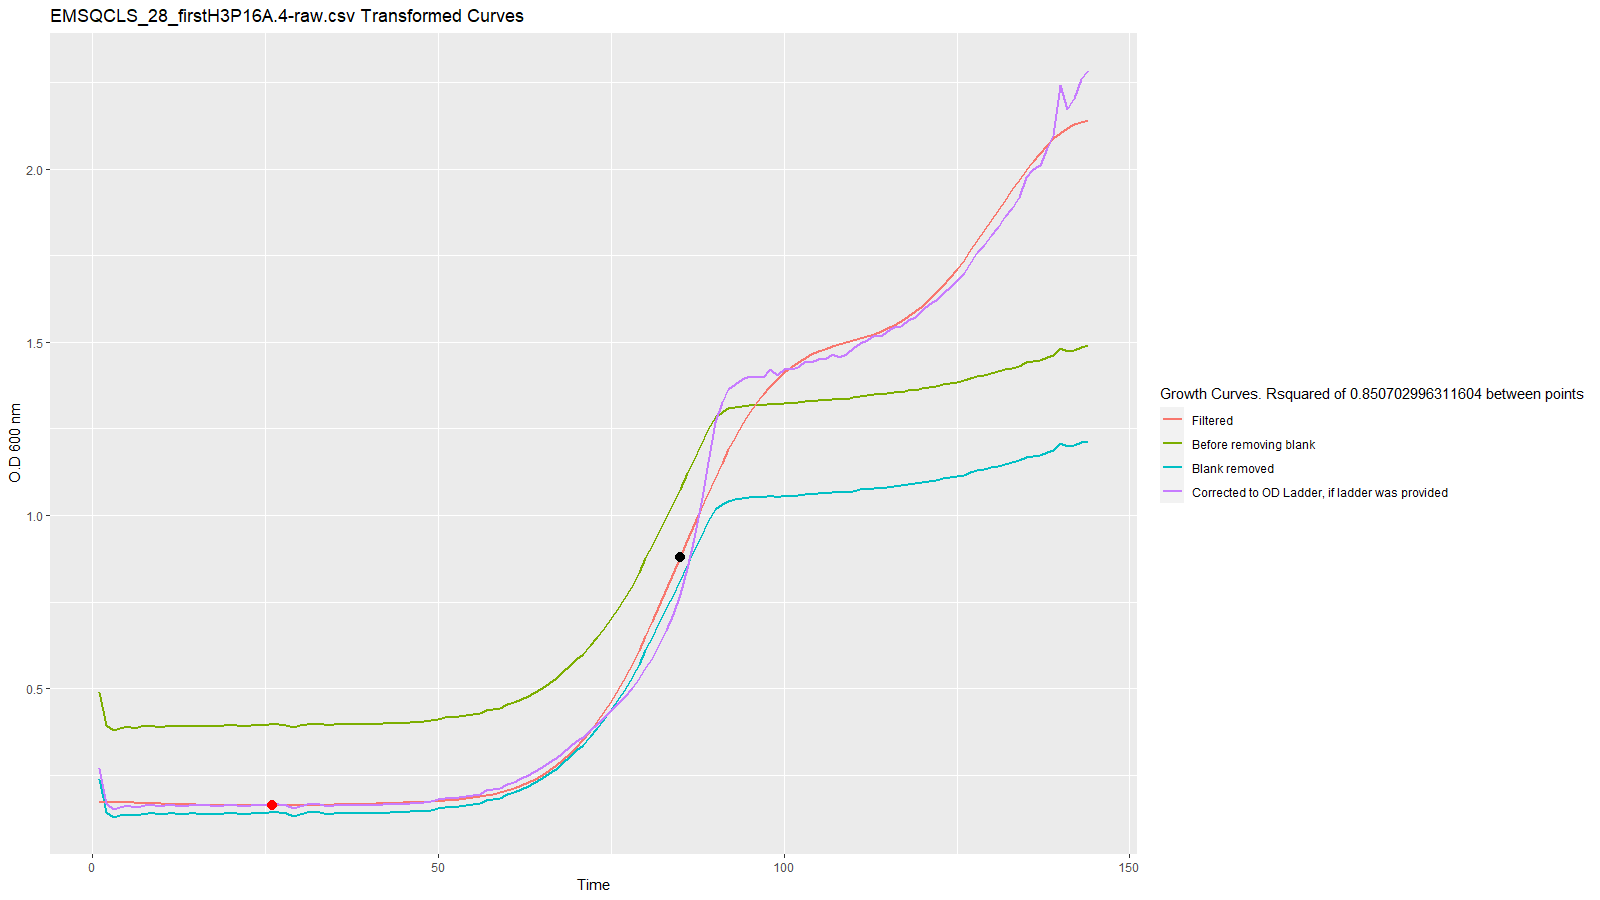 EMSQCLS_28_firstH3P16A.4-raw.csv Transformed Curves
O.D 600 nm
2.0
1.5
1.0
0.5
0
50
100
150
Time
Growth Curves. Rsquared of 0.850702996311604 between points
Filtered
Before removing blank
Blank removed
Corrected to OD Ladder, if ladder was provided